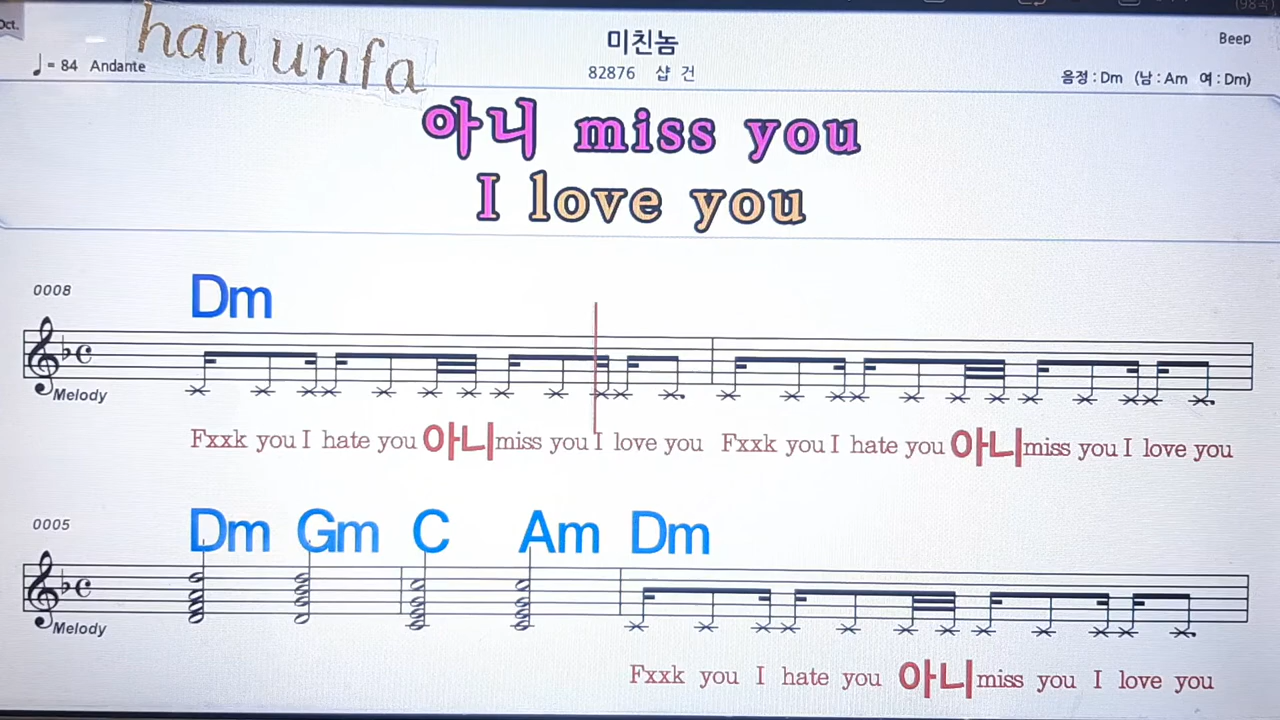 Oct.
han unfa
미친놈
Beep
♩= 84 Andante
82876 샵 건
음정 : Dm (남 : Am 여 : Dm)
아니 miss you
I love you
0008
Dm
Melody
Fxxk you I hate you 아니 miss you I love you Fxxk you I hate you 아니 miss you I love you
0005
Dm Gm C Am Dm
Melody
Fxxk you I hate you 아니 miss you I love you